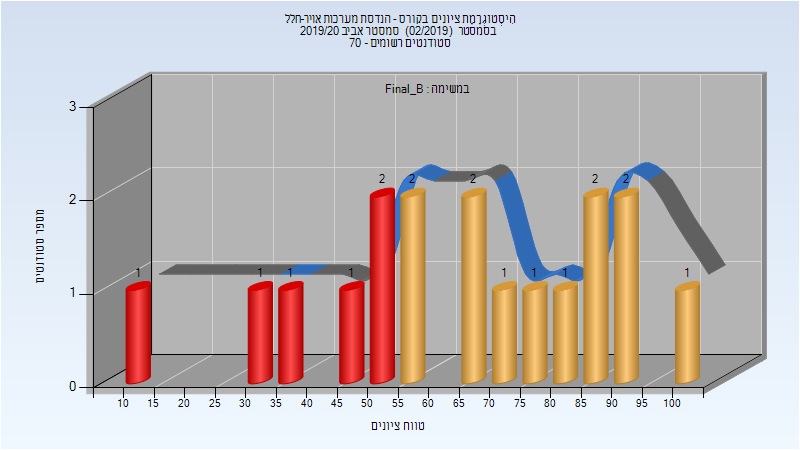 היסטוגרמת ציונים בקורס - הנדסת מערכות אויר-חלל
בסמסטר (02/2019) סמסטר אביב 2019/20
סטודנטים רשומים - 70
במשימה : Final_B
מספר סטודנטים
3
2
1
0
1 1 1 1 2 2 2 1 1 1 2 2 1
10 15 20 25 30 35 40 45 50 55 60 65 70 75 80 85 90 95 100
טווח ציונים